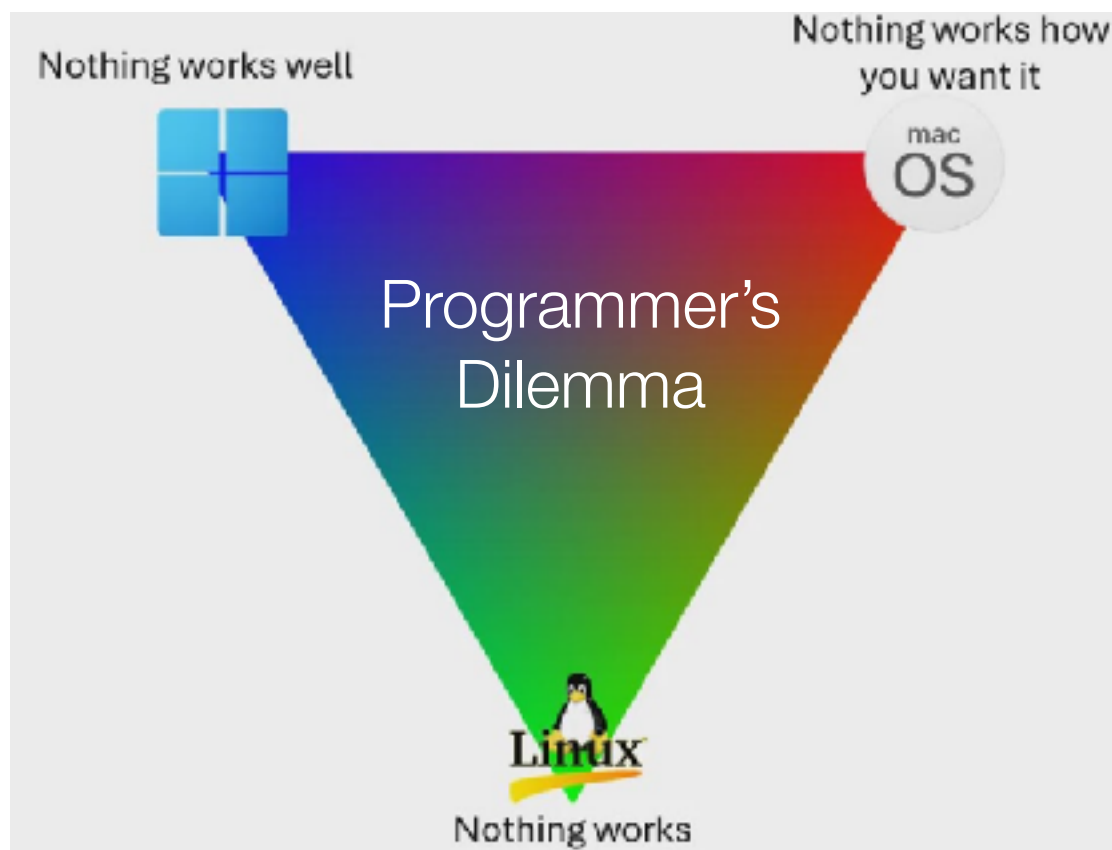 Nothing works well
Nothing works how
you want it
mac
OS
Programmer’s
Dilemma
Linux
Nothing works